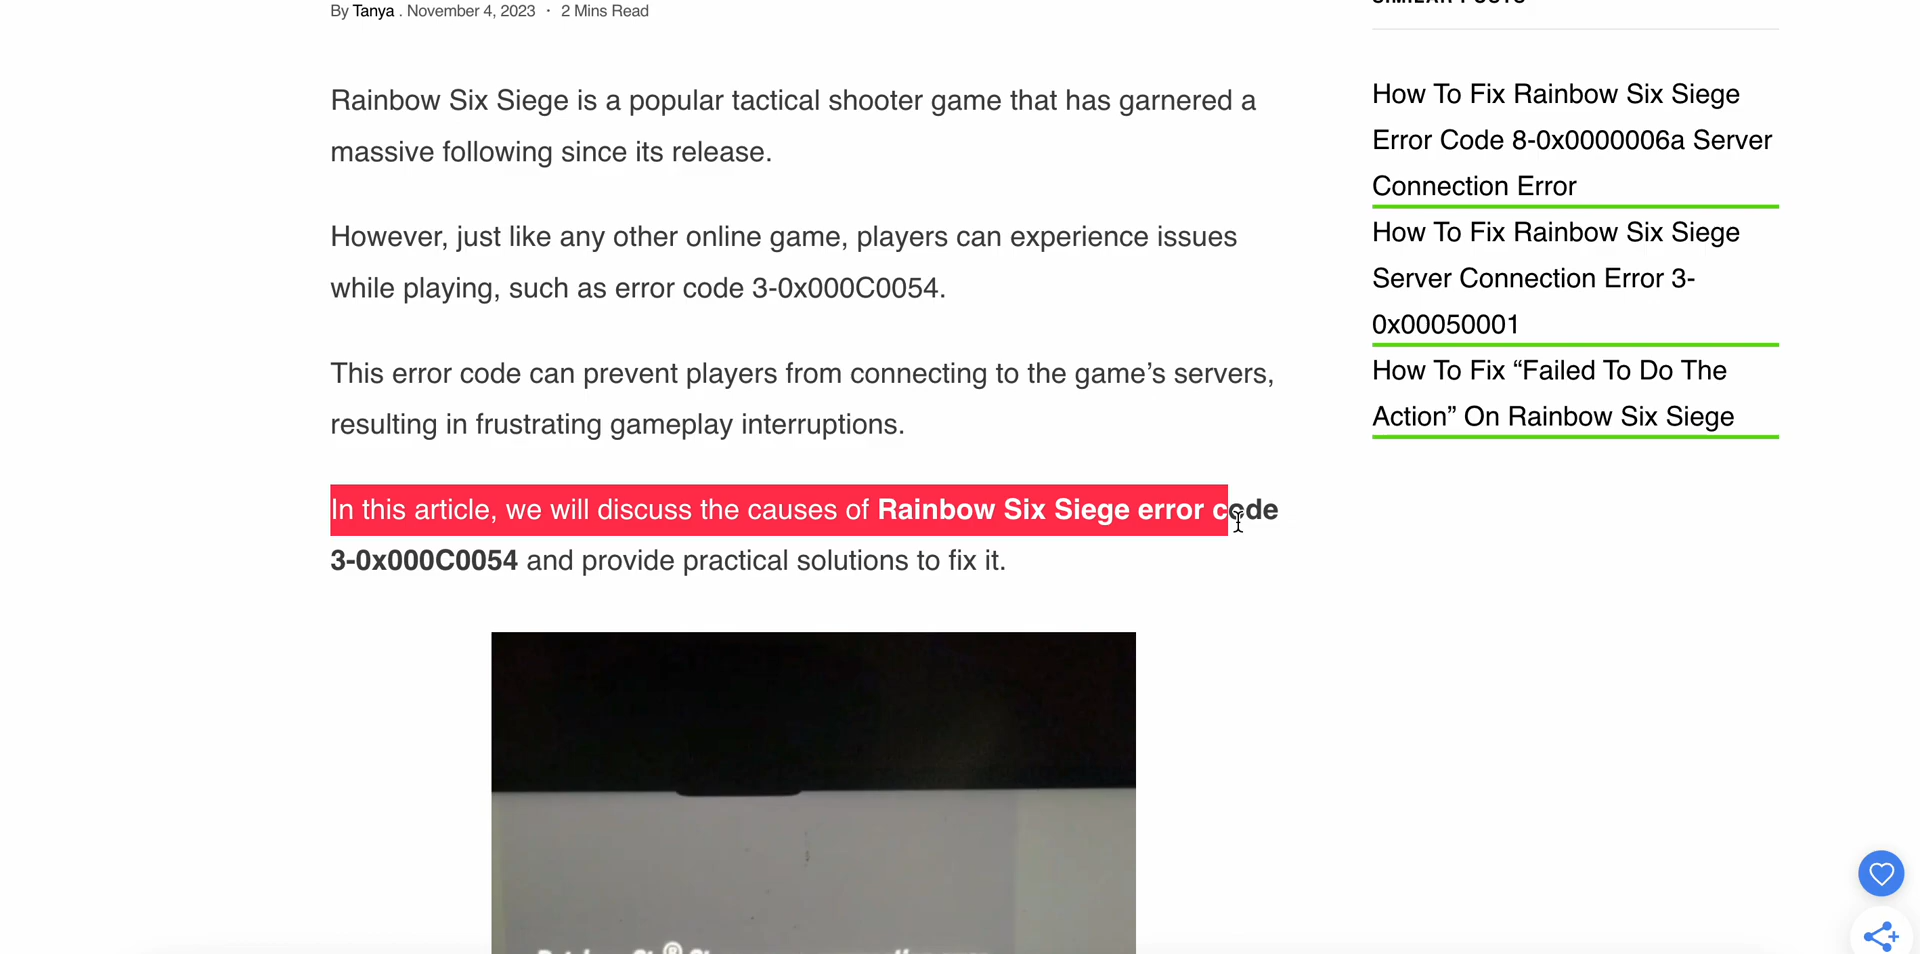 By Tanya . November 4, 2023 · 2 Mins Read
Rainbow Six Siege is a popular tactical shooter game that has garnered a
massive following since its release.
However, just like any other online game, players can experience issues
while playing, such as error code 3-0x000C0054.
This error code can prevent players from connecting to the game’s servers,
resulting in frustrating gameplay interruptions.
In this article, we will discuss the causes of Rainbow Six Siege error code
3-0x000C0054 and provide practical solutions to fix it.
How To Fix Rainbow Six Siege
Error Code 8-0x0000006a Server
Connection Error
How To Fix Rainbow Six Siege
Server Connection Error 3-
0x00050001
How To Fix “Failed To Do The
Action” On Rainbow Six Siege